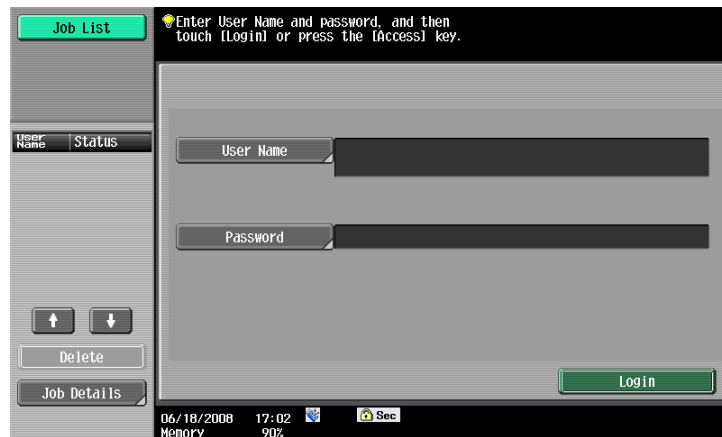 Job List
Enter User Name and password, and then
touch [Login] or press the [Access] key.
User Name
Status
User Name
Password
Delete
Job Details
Login
06/18/2008 17:02 Sec
Memory 90%